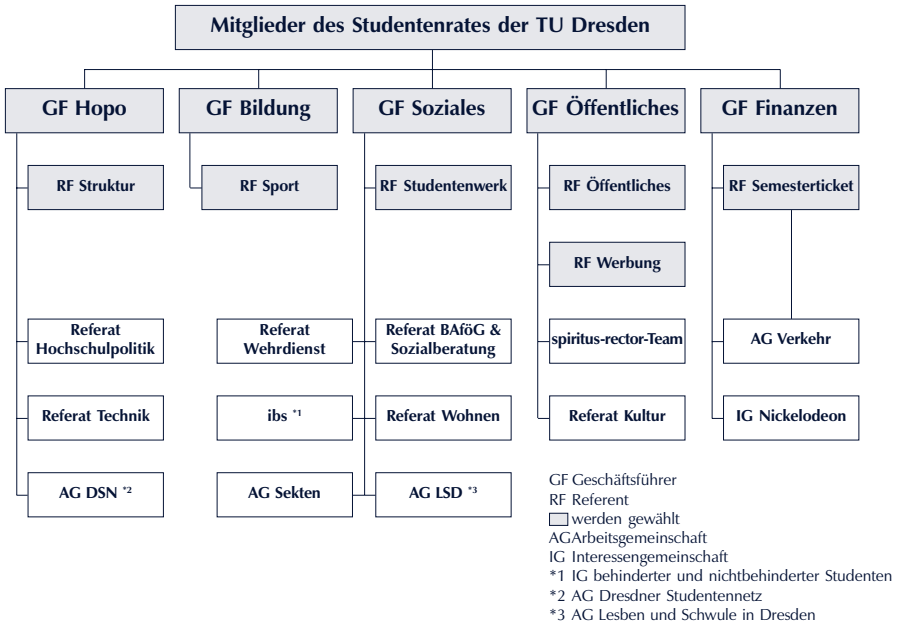 Mitglieder des Studentenrates der TU Dresden
GF Hopo
GF Bildung
GF Soziales
GF Öffentliches
GF Finanzen
RF Struktur
RF Sport
RF Studentenwerk
RF Öffentliches
RF Semesterticket
RF Werbung
Referat
Hochschulpolitik
Referat
Wehrdienst
Referat BAföG &
Sozialberatung
spiritus-rector-Team
AG Verkehr
Referat Technik
ibs *1
Referat Wohnen
Referat Kultur
IG Nickelodeon
AG DSN *2
AG Sekten
AG LSD *3
GF Geschäftsführer
RF Referent
werden gewählt
AGArbeitsgemeinschaft
IG Interessengemeinschaft
*1 IG behinderter und nichtbehinderter Studenten
*2 AG Dresdner Studentennetz
*3 AG Lesben und Schwule in Dresden